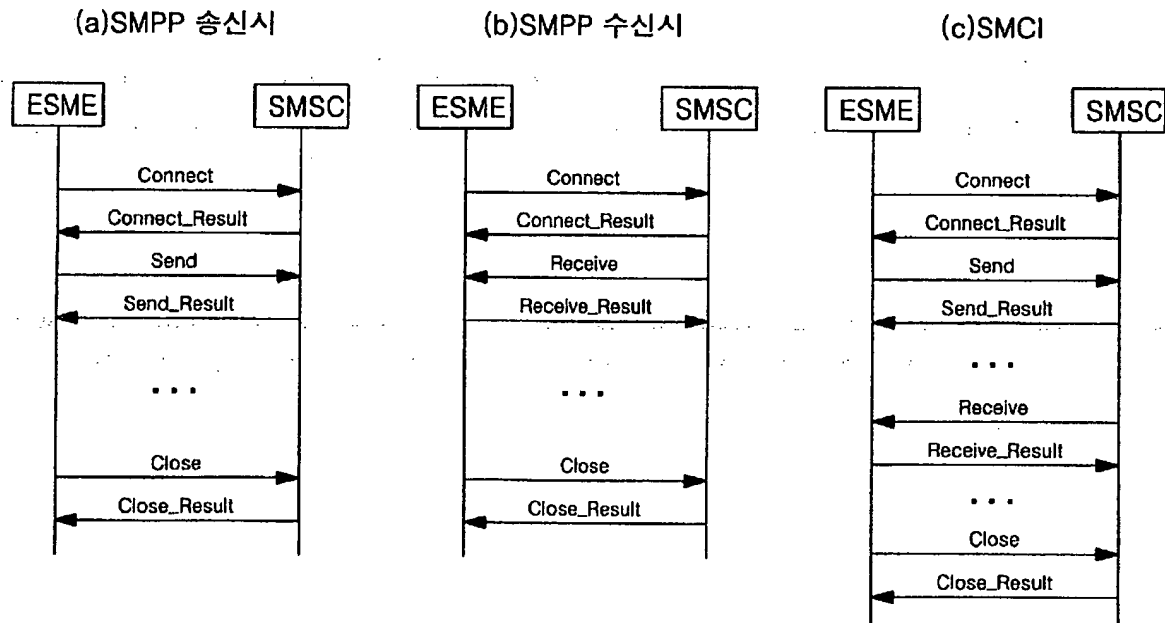 (a)SMPP 송신시
ESME
SMSC
Connect
Connect_Result
Send
Send_Result
...
Close
Close_Result
(b)SMPP 수신시
ESME
SMSC
Connect
Connect_Result
Receive
Receive_Result
...
Close
Close_Result
(c)SMCI
ESME
SMSC
Connect
Connect_Result
Send
Send_Result
...
Receive
Receive_Result
...
Close
Close_Result